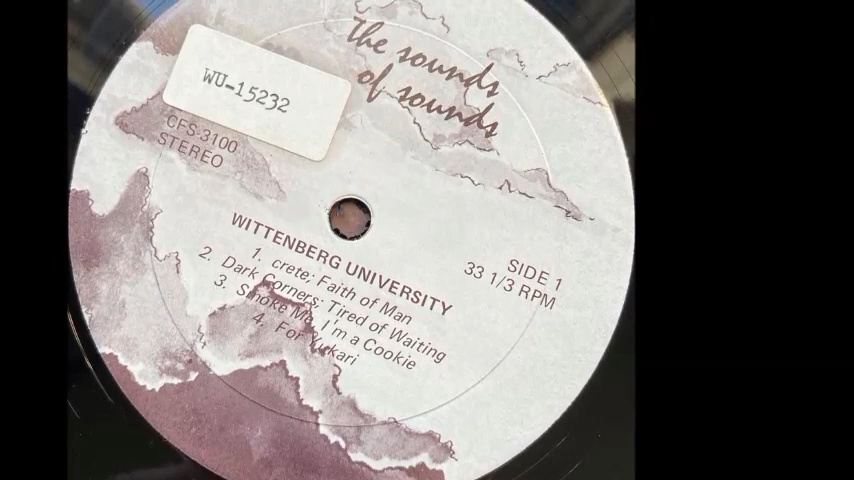 The sounds
of sounds
WU-15232
CFS-3100
STEREO
SIDE 1
33 1/3 RPM
WITTENBERG UNIVERSITY
1. crete; Faith of Man
2. Dark Corners; Tired of Waiting
3. Smoke Me, I'm a Cookie
4. For Yukari